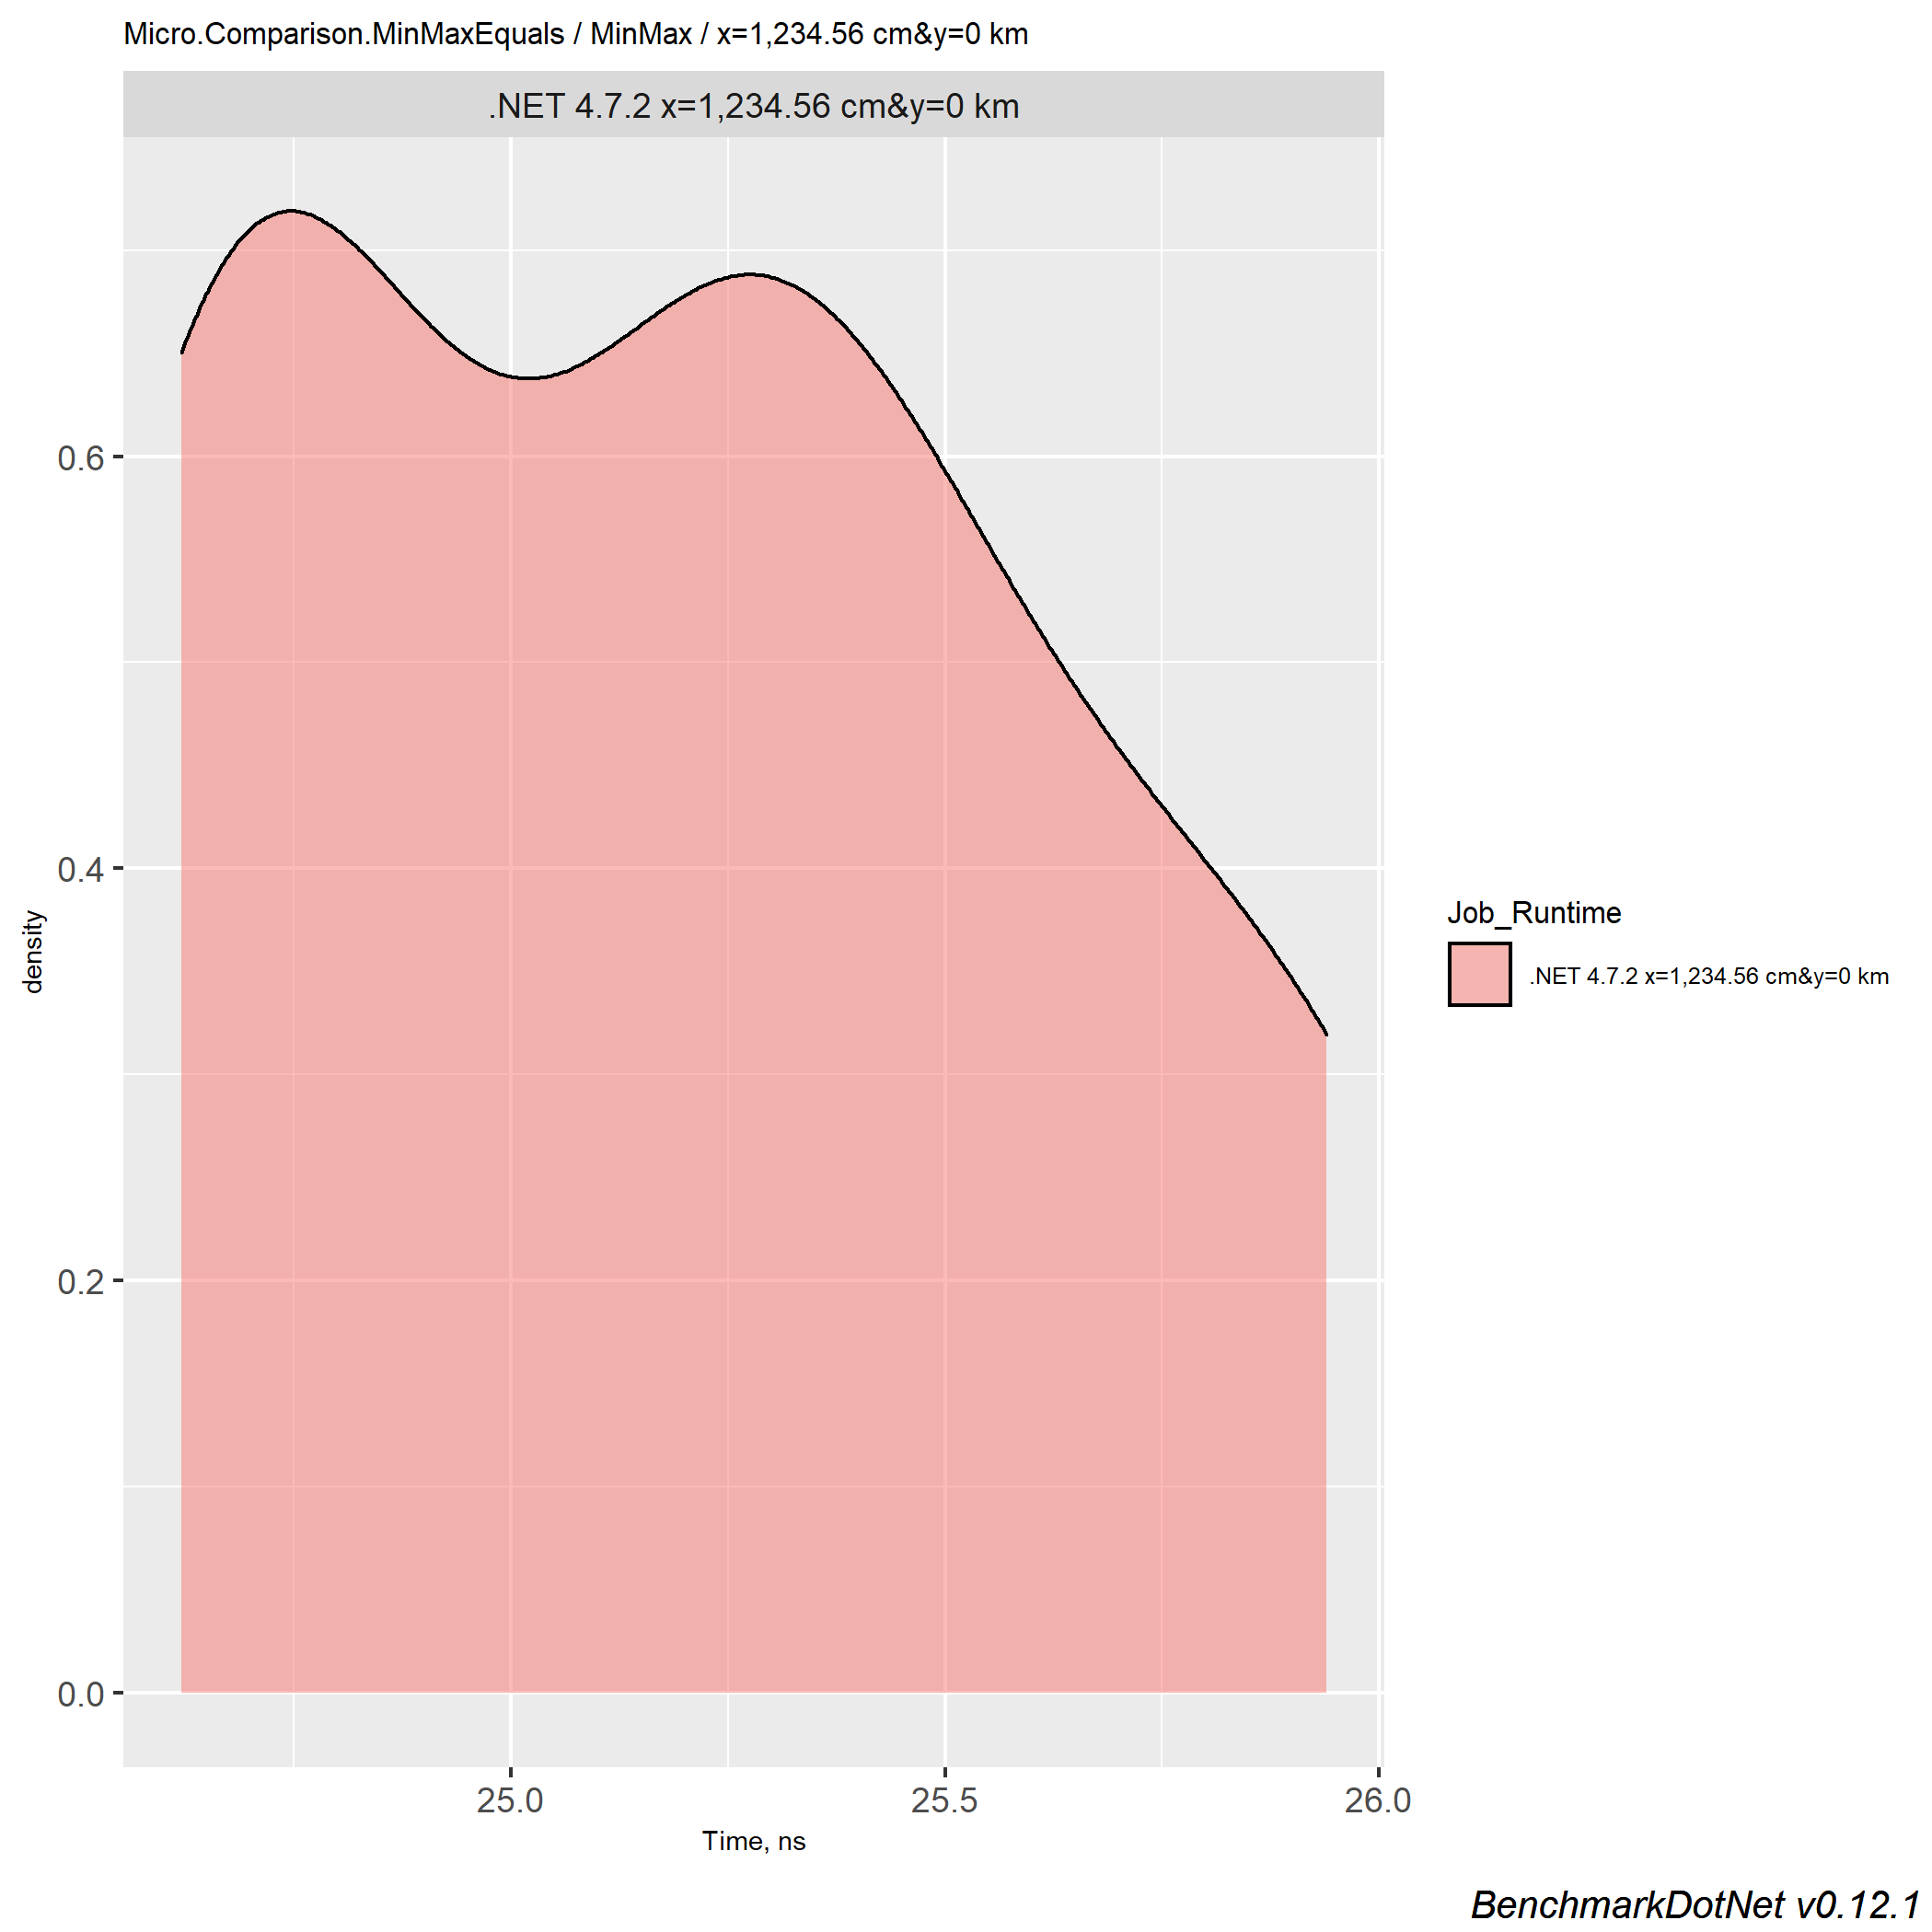 Micro.Comparison.MinMaxEquals / MinMax / x=1,234.56 cm&y=0 km
.NET 4.7.2 x=1,234.56 cm&y=0 km
0.6
0.4
0.2
0.0
density
25.0
25.5
26.0
Time, ns
Job_Runtime
.NET 4.7.2 x=1,234.56 cm&y=0 km
BenchmarkDotNet v0.12.1